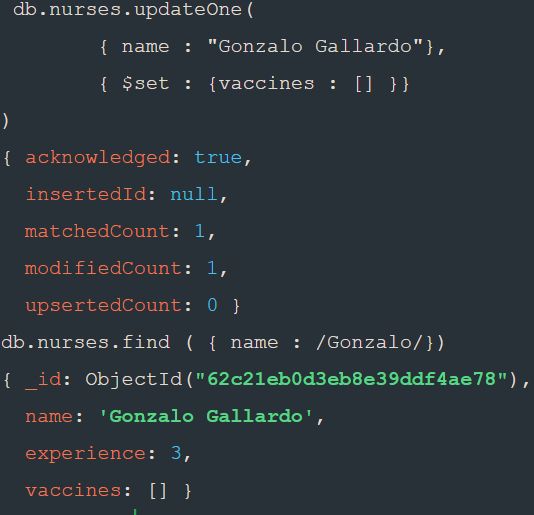 db.nurses.updateOne(
{ name : "Gonzalo Gallardo"},
{ $set : {vaccines : [] }}
)
{ acknowledged: true,
insertedId: null,
matchedCount: 1,
modifiedCount: 1,
upsertedCount: 0 }
db.nurses.find ( { name : /Gonzalo/})
{ _id: ObjectId("62c21eb0d3eb8e39ddf4ae78"),
name: 'Gonzalo Gallardo',
experience: 3,
vaccines: [] }